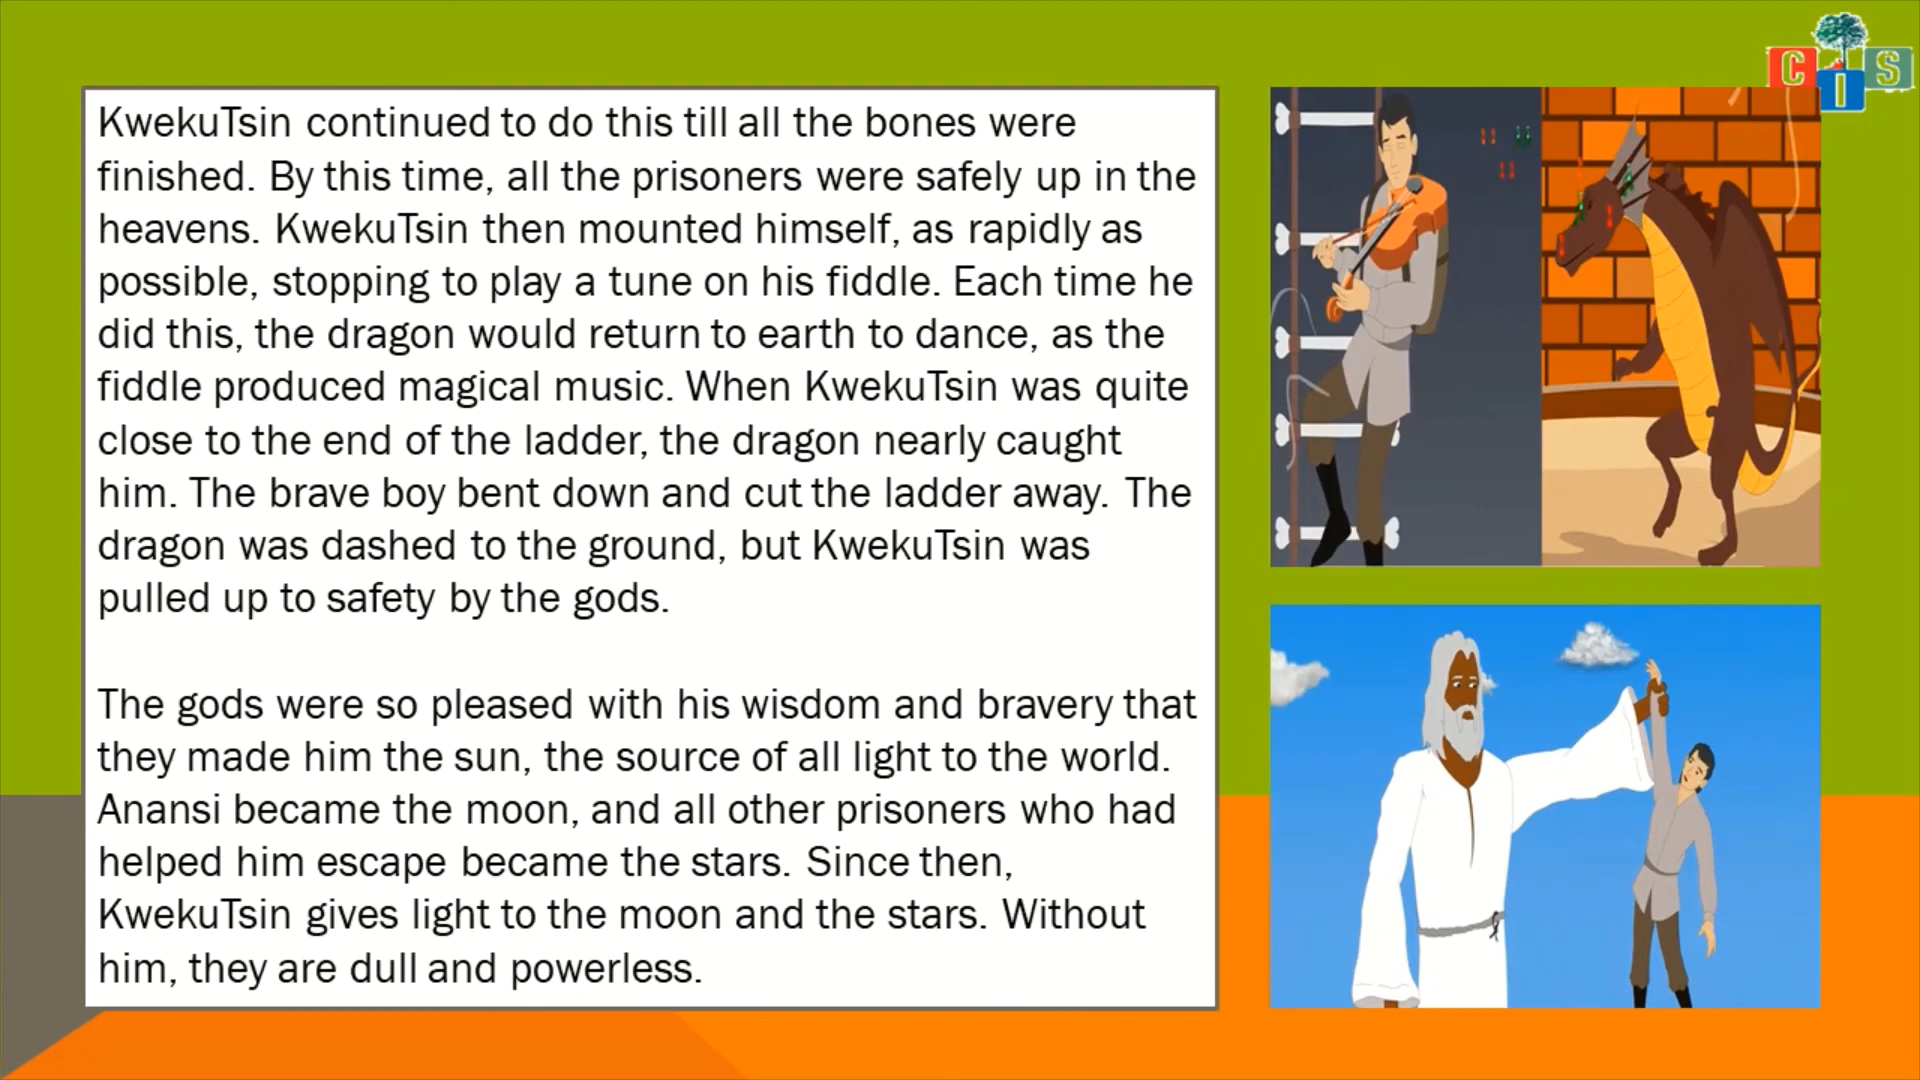 C I S
KwekuTsin continued to do this till all the bones were
finished. By this time, all the prisoners were safely up in the
heavens. KwekuTsin then mounted himself, as rapidly as
possible, stopping to play a tune on his fiddle. Each time he
did this, the dragon would return to earth to dance, as the
fiddle produced magical music. When KwekuTsin was quite
close to the end of the ladder, the dragon nearly caught
him. The brave boy bent down and cut the ladder away. The
dragon was dashed to the ground, but KwekuTsin was
pulled up to safety by the gods.
The gods were so pleased with his wisdom and bravery that
they made him the sun, the source of all light to the world.
Anansi became the moon, and all other prisoners who had
helped him escape became the stars. Since then,
KwekuTsin gives light to the moon and the stars. Without
him, they are dull and powerless.